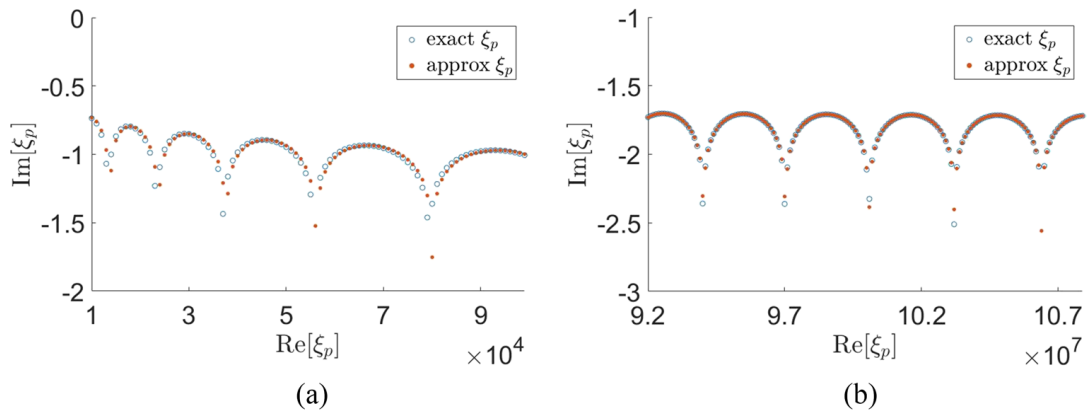 0
-0.5
-1
-1.5
-2
Im[ξp]
exact ξp
approx ξp
1 3 5 7 9
Re[ξp]
×10^4
(a)
-1
-1.5
-2
-2.5
-3
Im[ξp]
exact ξp
approx ξp
9.2 9.7 10.2 10.7
Re[ξp]
×10^7
(b)